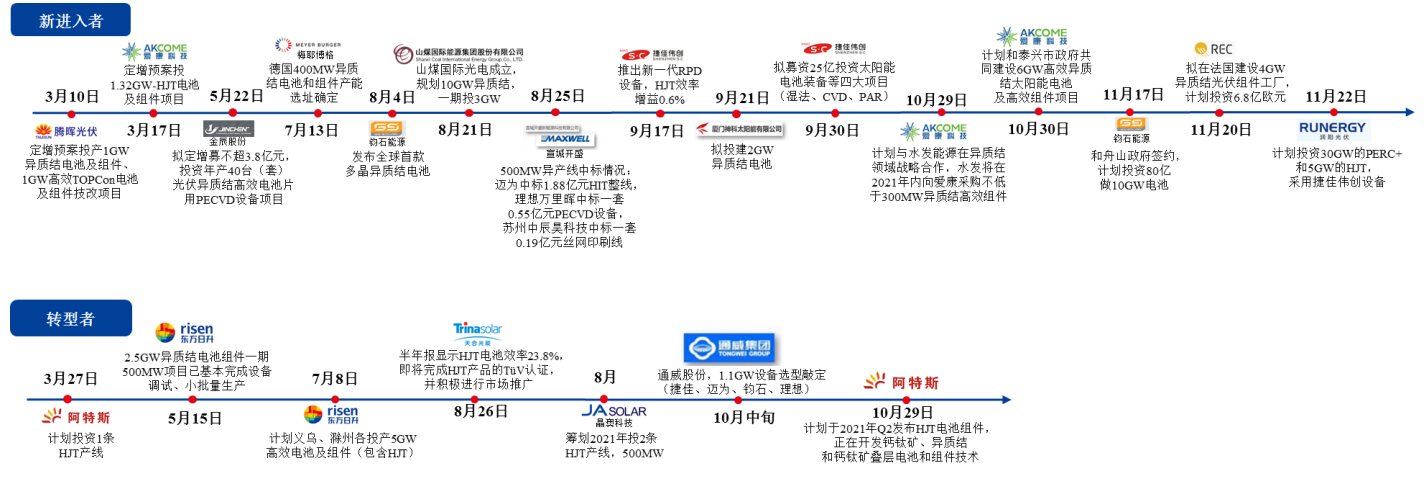 新进入者
3月10日
腾晖光伏
TALESUN
定增预案投产1GW
异质结电池及组件、
1GW高效TOPCon电池
及组件技改项目
AKCOME
爱康科技
定增预案投
1.32GW-HJT电池
及组件项目
3月17日
5月22日
JINCHEN
金辰股份
拟定增募不超3.8亿元,
投资年产40台（套）
光伏异质结高效电池片
用PECVD设备项目
MEYER BURGER
梅耶博格
德国400MW异质
结电池和组件产能
选址确定
7月13日
8月4日
GS
钧石能源
发布全球首款
多晶异质结电池
山煤国际能源集团股份有限公司
Shanxi Coal International Energy Group Co., LTD.
山煤国际光电成立,
规划10GW异质结,
一期投3GW
8月21日
8月25日
MAXWELL
宣城开盛
500MW异产线中标情况:
迈为中标1.88亿元HIT整线,
理想万里晖中标一套
0.55亿元PECVD设备,
苏州中辰昊科技中标一套
0.19亿元丝网印刷线
S·C 捷佳伟创
推出新一代RPD
设备，HJT效率
增益0.6%
9月17日
9月21日
厦门神科太阳能有限公司
拟投建2GW
异质结电池
S·C 捷佳伟创
SHENZHEN S.C
拟募资25亿投资太阳能
电池装备等四大项目
（湿法、CVD、PAR）
9月30日
10月29日
AKCOME
爱康科技
计划与水发能源在异质结
领域战略合作，水发将在
2021年内向爱康采购不低
于300MW异质结高效组件
AKCOME
爱康科技
计划和泰兴市政府共
同建设6GW高效异质
结太阳能电池
及高效组件项目
10月30日
11月17日
GS
钧石能源
和舟山政府签约,
计划投资80亿
做10GW电池
REC
拟在法国建设4GW
异质结光伏组件工厂,
计划投资6.8亿欧元
11月20日
11月22日
RUNERGY
润阳光伏
计划投资30GW的PERC+
和5GW的HJT,
采用捷佳伟创设备
转型者
3月27日
阿特斯
计划投资1条
HJT产线
risen
东方日升
2.5GW异质结电池组件一期
500MW项目已基本完成设备
调试、小批量生产
5月15日
7月8日
risen
东方日升
计划义乌、滁州各投产5GW
高效电池及组件（包含HJT）
Trinasolar
天合光能
半年报显示HJT电池效率23.8%,
即将完成HJT产品的TüV认证,
并积极进行市场推广
8月26日
8月
JA SOLAR
晶澳科技
筹划2021年投2条
HJT产线，500MW
通威集团
TONGWEI GROUP
通威股份，1.1GW设备选型敲定
（捷佳、迈为、钧石、理想）
10月中旬
阿特斯
10月29日
计划于2021年Q2发布HJT电池组件,
正在开发钙钛矿、异质结
和钙钛矿叠层电池和组件技术